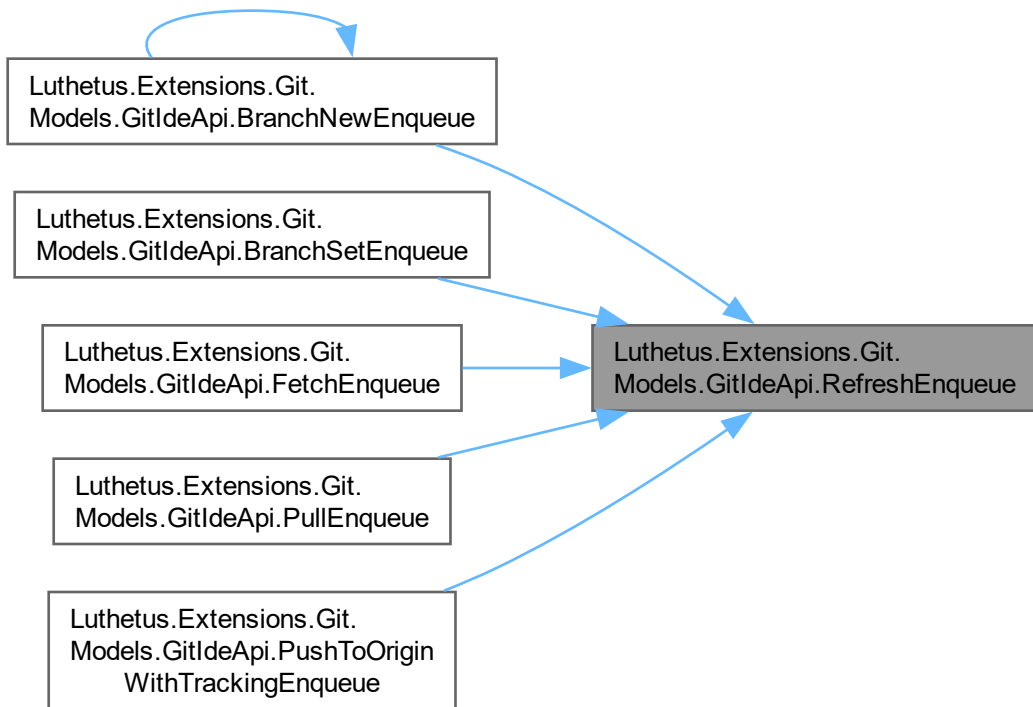 Luthetus.Extensions.Git.
Models.GitIdeApi.BranchNewEnqueue
Luthetus.Extensions.Git.
Models.GitIdeApi.BranchSetEnqueue
Luthetus.Extensions.Git.
Models.GitIdeApi.FetchEnqueue
Luthetus.Extensions.Git.
Models.GitIdeApi.RefreshEnqueue
Luthetus.Extensions.Git.
Models.GitIdeApi.PullEnqueue
Luthetus.Extensions.Git.
Models.GitIdeApi.PushToOrigin
WithTrackingEnqueue